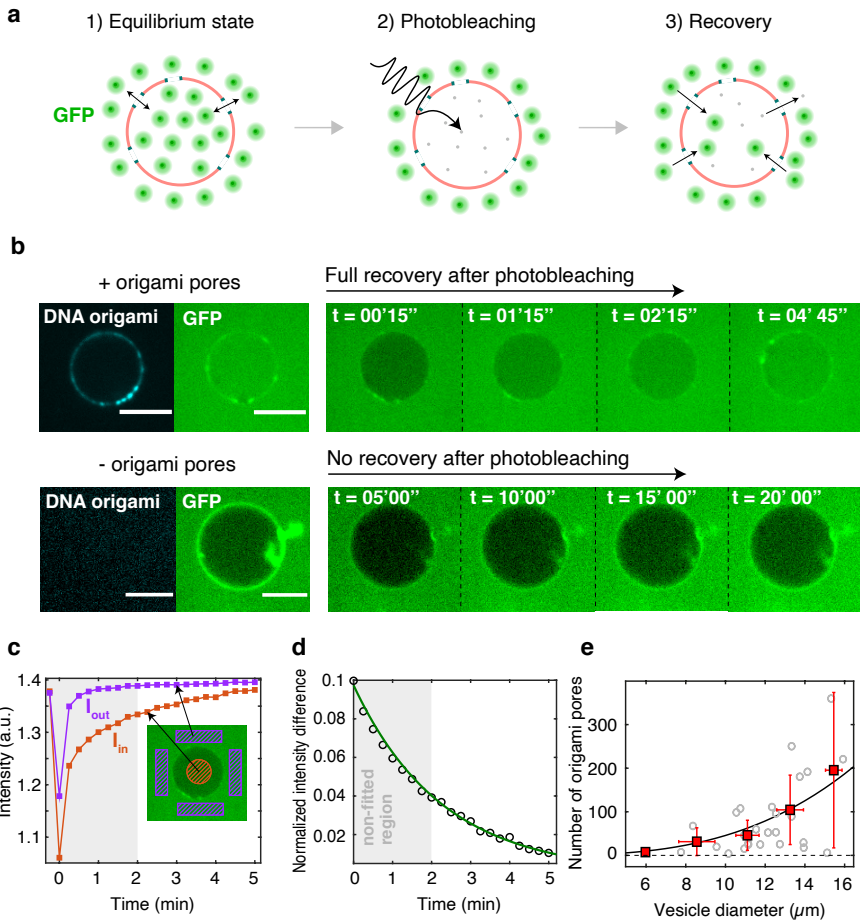 a
1) Equilibrium state
2) Photobleaching
3) Recovery
GFP
b
+ origami pores
Full recovery after photobleaching
DNA origami
GFP
t = 00'15”
t = 01'15”
t = 02'15”
t = 04' 45”
- origami pores
No recovery after photobleaching
DNA origami
GFP
t = 05'00”
t = 10'00”
t = 15' 00”
t = 20' 00”
c
Intensity (a.u.)
1.4
1.3
1.2
1.1
Iout
Iin
0 1 2 3 4 5
Time (min)
d
Normalized intensity difference
0.1
0.08
0.06
0.04
0.02
non-fitted
region
0 1 2 3 4 5
Time (min)
e
Number of origami pores
300
200
100
0
6 8 10 12 14 16
Vesicle diameter (μm)